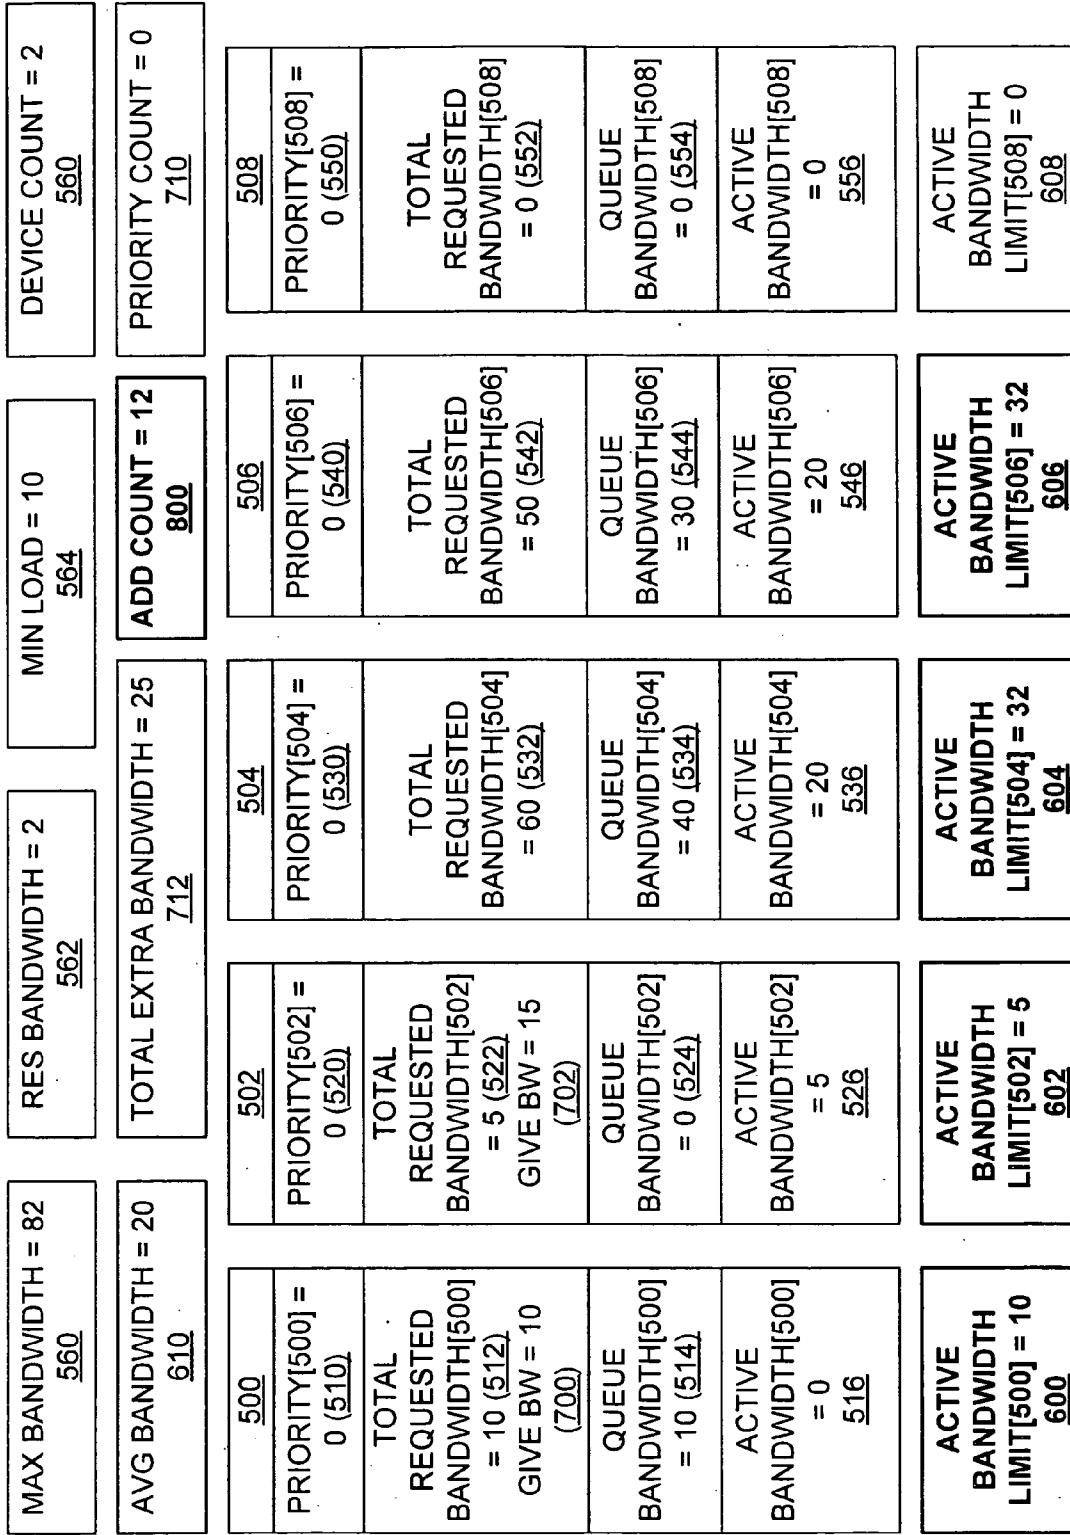 MAX BANDWIDTH = 82
560
RES BANDWIDTH = 2
562
MIN LOAD = 10
564
DEVICE COUNT = 2
560
AVG BANDWIDTH = 20
610
TOTAL EXTRA BANDWIDTH = 25
712
ADD COUNT = 12
800
PRIORITY COUNT = 0
710
500
PRIORITY[500] =
0 (510)
TOTAL
REQUESTED
BANDWIDTH[500]
= 10 (512)
GIVE BW = 10
(700)
QUEUE
BANDWIDTH[500]
= 10 (514)
ACTIVE
BANDWIDTH[500]
= 0
516
ACTIVE
BANDWIDTH
LIMIT[500] = 10
600
502
PRIORITY[502] =
0 (520)
TOTAL
REQUESTED
BANDWIDTH[502]
= 5 (522)
GIVE BW = 15
(702)
QUEUE
BANDWIDTH[502]
= 0 (524)
ACTIVE
BANDWIDTH[502]
= 5
526
ACTIVE
BANDWIDTH
LIMIT[502] = 5
602
504
PRIORITY[504] =
0 (530)
TOTAL
REQUESTED
BANDWIDTH[504]
= 60 (532)
QUEUE
BANDWIDTH[504]
= 40 (534)
ACTIVE
BANDWIDTH[504]
= 20
536
ACTIVE
BANDWIDTH
LIMIT[504] = 32
604
506
PRIORITY[506] =
0 (540)
TOTAL
REQUESTED
BANDWIDTH[506]
= 50 (542)
QUEUE
BANDWIDTH[506]
= 30 (544)
ACTIVE
BANDWIDTH[506]
= 20
546
ACTIVE
BANDWIDTH
LIMIT[506] = 32
606
508
PRIORITY[508] =
0 (550)
TOTAL
REQUESTED
BANDWIDTH[508]
= 0 (552)
QUEUE
BANDWIDTH[508]
= 0 (554)
ACTIVE
BANDWIDTH[508]
= 0
556
ACTIVE
BANDWIDTH
LIMIT[508] = 0
608